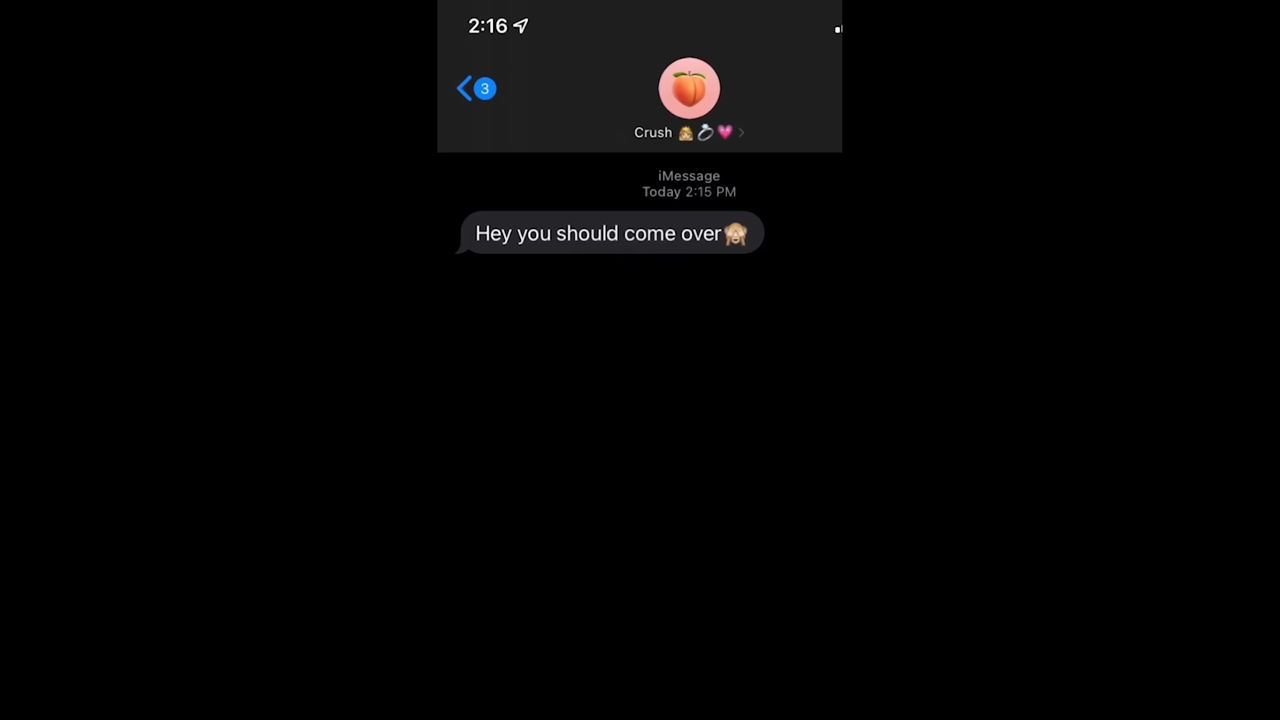 2:16
3
Crush 👸🏼💍💗
iMessage
Today 2:15 PM
Hey you should come over🙈